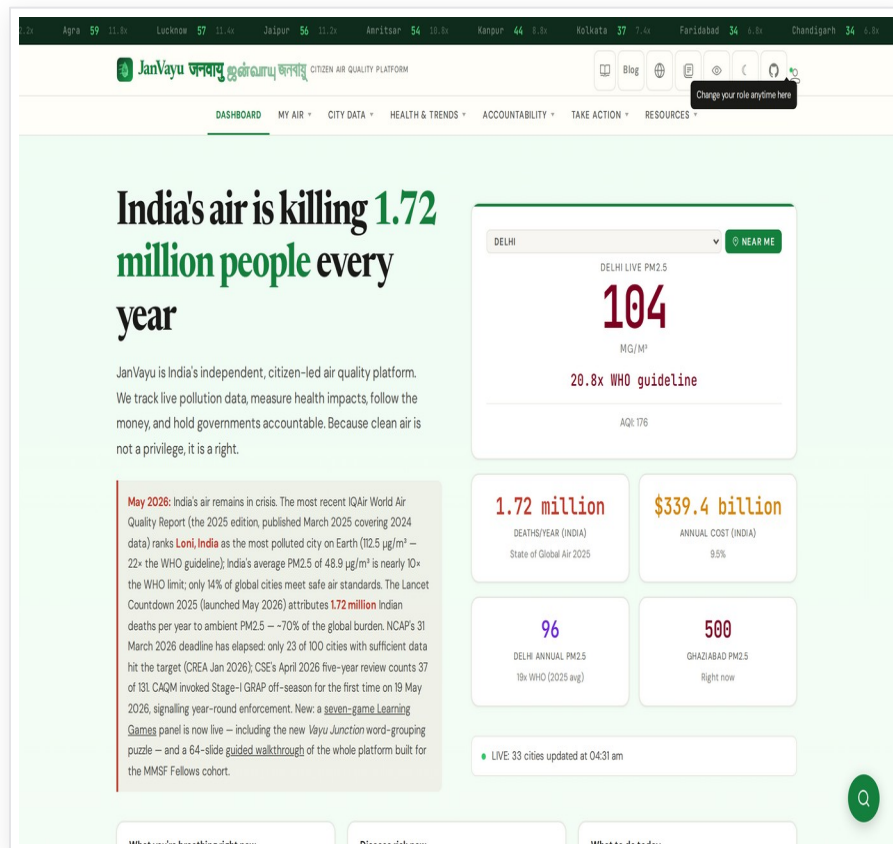 2.2x Agra 59 11.8x Lucknow 57 11.4x Jaipur 56 11.2x Amritsar 54 10.8x Kanpur 44 8.8x Kolkata 37 7.4x Faridabad 34 6.8x Chandigarh 34 6.8x
JanVayu जनवायु ஜன்வாயு जनवायु CITIZEN AIR QUALITY PLATFORM
Blog
Change your role anytime here
DASHBOARD MY AIR CITY DATA HEALTH & TRENDS ACCOUNTABILITY TAKE ACTION RESOURCES
India's air is killing 1.72
million people every
year
JanVayu is India's independent, citizen-led air quality platform.
We track live pollution data, measure health impacts, follow the
money, and hold governments accountable. Because clean air is
not a privilege, it is a right.
May 2026: India's air remains in crisis. The most recent IQAir World Air
Quality Report (the 2025 edition, published March 2025 covering 2024
data) ranks Loni, India as the most polluted city on Earth (112.5 µg/m³ —
22× the WHO guideline); India's average PM2.5 of 48.9 µg/m³ is nearly 10×
the WHO limit; only 14% of global cities meet safe air standards. The Lancet
Countdown 2025 (launched May 2026) attributes 1.72 million Indian
deaths per year to ambient PM2.5 — ~70% of the global burden. NCAP's 31
March 2026 deadline has elapsed: only 23 of 100 cities with sufficient data
hit the target (CREA Jan 2026); CSE's April 2026 five-year review counts 37
of 131. CAQM invoked Stage-I GRAP off-season for the first time on 19 May
2026, signalling year-round enforcement. New: a seven-game Learning
Games panel is now live — including the new Vayu Junction word-grouping
puzzle — and a 64-slide guided walkthrough of the whole platform built for
the MMSF Fellows cohort.
DELHI
NEAR ME
DELHI LIVE PM2.5
104
ΜG/M³
20.8x WHO guideline
AQI: 176
1.72 million
DEATHS/YEAR (INDIA)
State of Global Air 2025
$339.4 billion
ANNUAL COST (INDIA)
9.5%
96
DELHI ANNUAL PM2.5
19x WHO (2025 avg)
500
GHAZIABAD PM2.5
Right now
LIVE: 33 cities updated at 04:31 am